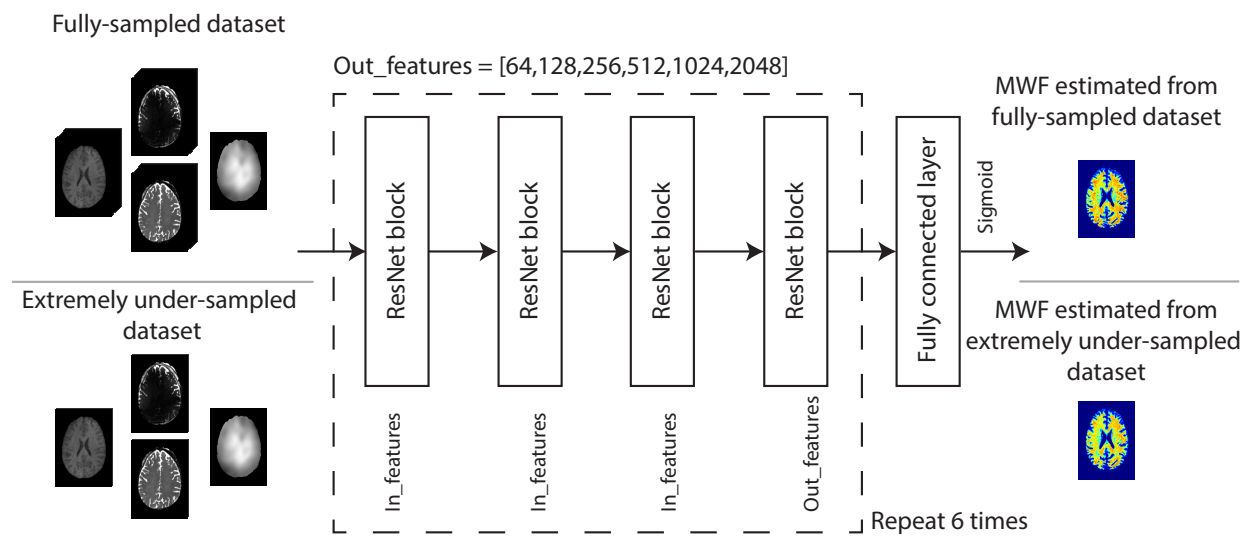 Fully-sampled dataset
Out_features = [64,128,256,512,1024,2048]
ResNet block
ResNet block
ResNet block
ResNet block
Fully connected layer
Sigmoid
MWF estimated from
fully-sampled dataset
Extremely under-sampled
dataset
MWF estimated from
extremely under-sampled
dataset
In_features
In_features
In_features
Out_features
Repeat 6 times